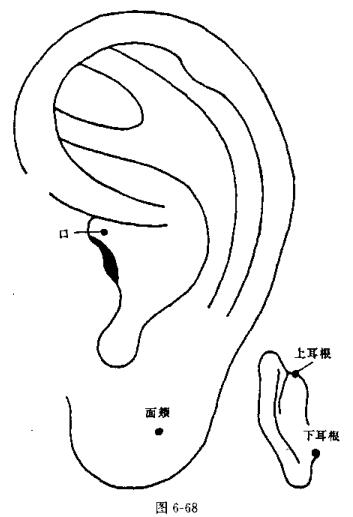 口
上耳根
面颊
下耳根
图 6-68